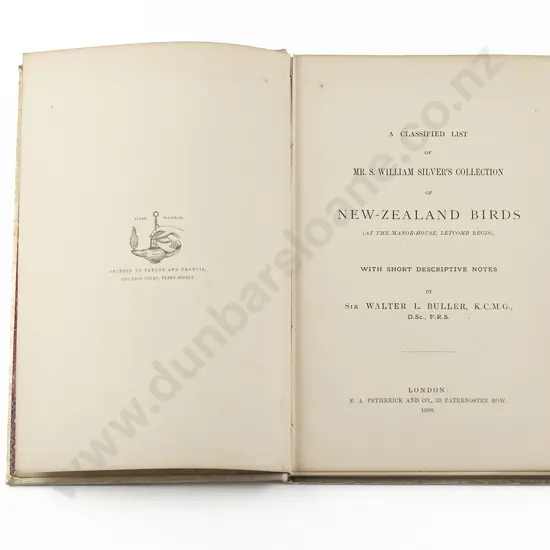 ALERE FLAMMAM.
PRINTED BY TAYLOR AND FRANCIS,
RED LION COURT, FLEET STREET.
A CLASSIFIED LIST
OF
MR. S. WILLIAM SILVER'S COLLECTION
OF
NEW-ZEALAND BIRDS
(AT THE MANOR-HOUSE, LETCOMB REGIS),
WITH SHORT DESCRIPTIVE NOTES
BY
SIR WALTER L. BULLER, K.C.M.G.,
D.Sc., F.R.S.
LONDON:
E. A. PETHERICK AND CO., 33 PATERNOSTER ROW.
1888.
www.dunbarsloane.co.nz